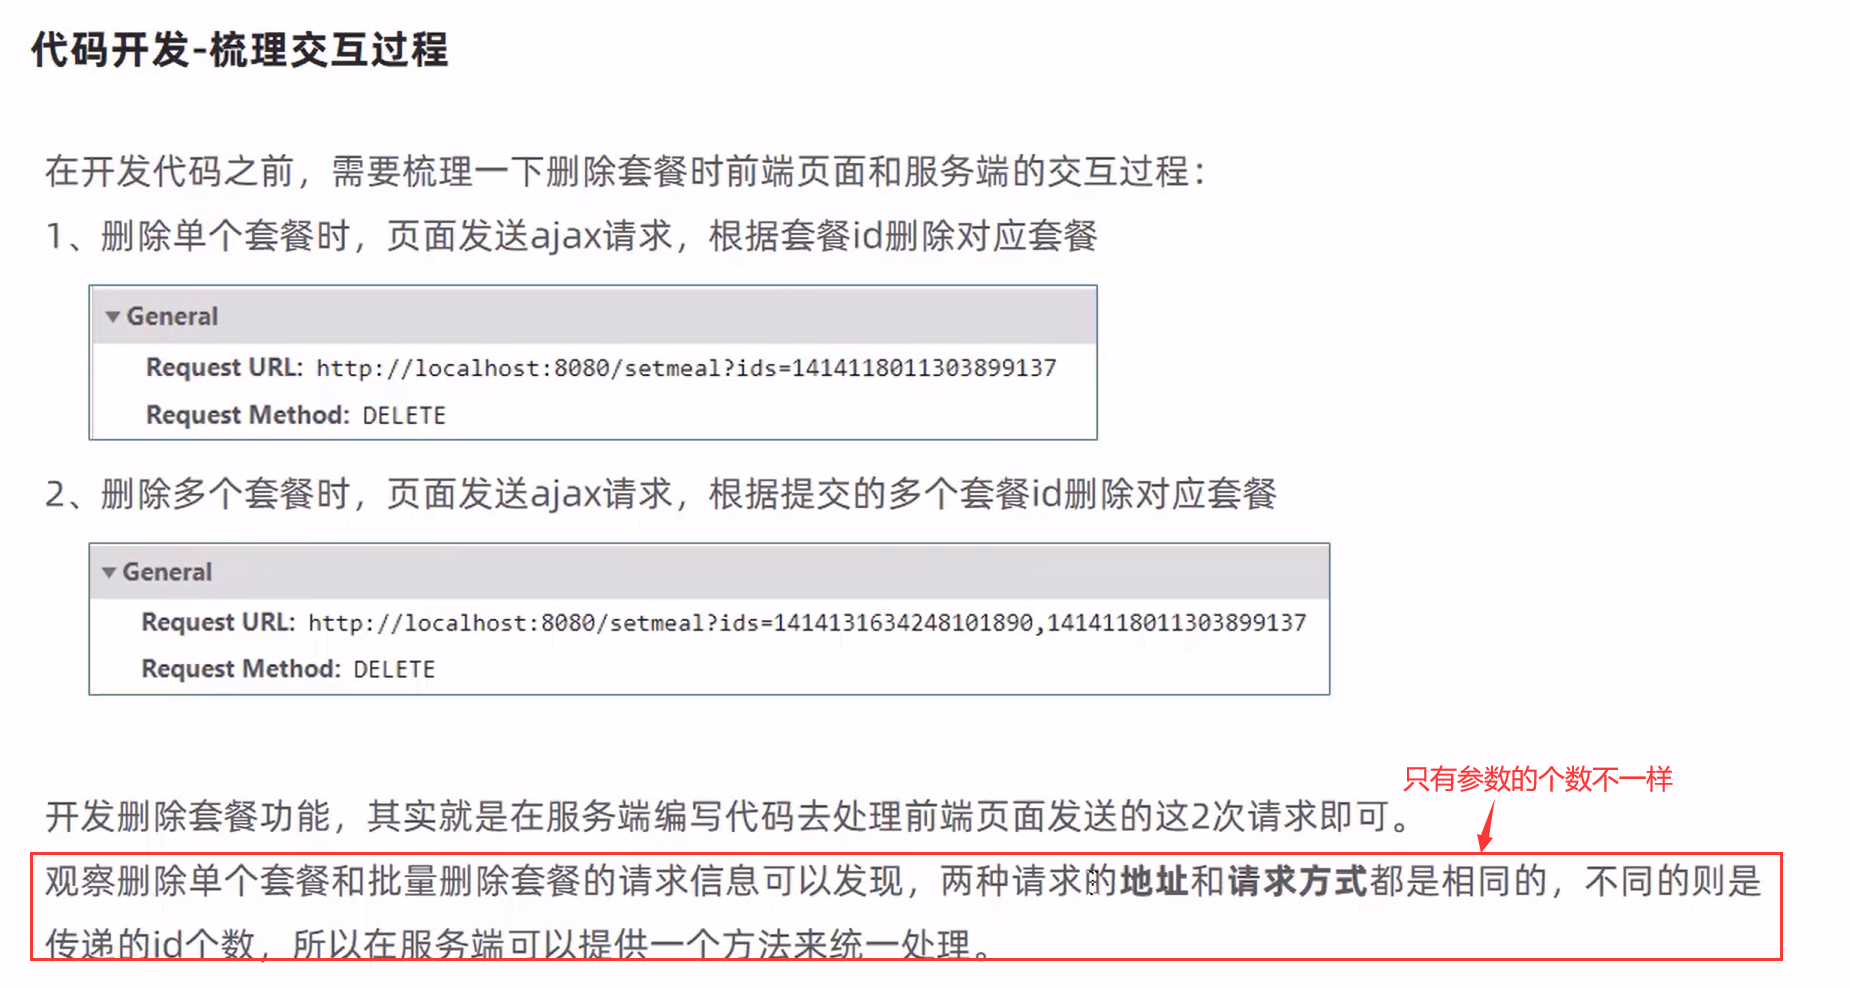 代码开发-梳理交互过程
在开发代码之前，需要梳理一下删除套餐时前端页面和服务端的交互过程：
1、删除单个套餐时，页面发送ajax请求，根据套餐id删除对应套餐
General
Request URL: http://localhost:8080/setmeal?ids=1414118011303899137
Request Method: DELETE
2、删除多个套餐时，页面发送ajax请求，根据提交的多个套餐id删除对应套餐
General
Request URL: http://localhost:8080/setmeal?ids=1414131634248101890,1414118011303899137
Request Method: DELETE
只有参数的个数不一样
开发删除套餐功能，其实就是在服务端编写代码去处理前端页面发送的这2次请求即可。
观察删除单个套餐和批量删除套餐的请求信息可以发现，两种请求的地址和请求方式都是相同的，不同的则是
传递的id个数，所以在服务端可以提供一个方法来统一处理。